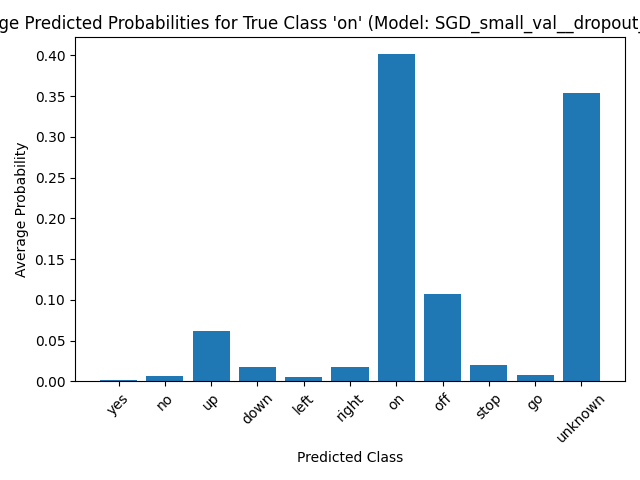 ge Predicted Probabilities for True Class 'on' (Model: SGD_small_val__dropout_
0.40
0.35
0.30
0.25
0.20
0.15
0.10
0.05
0.00
Average Probability
yes
no
up
down
left
right
on
off
stop
go
unknown
Predicted Class